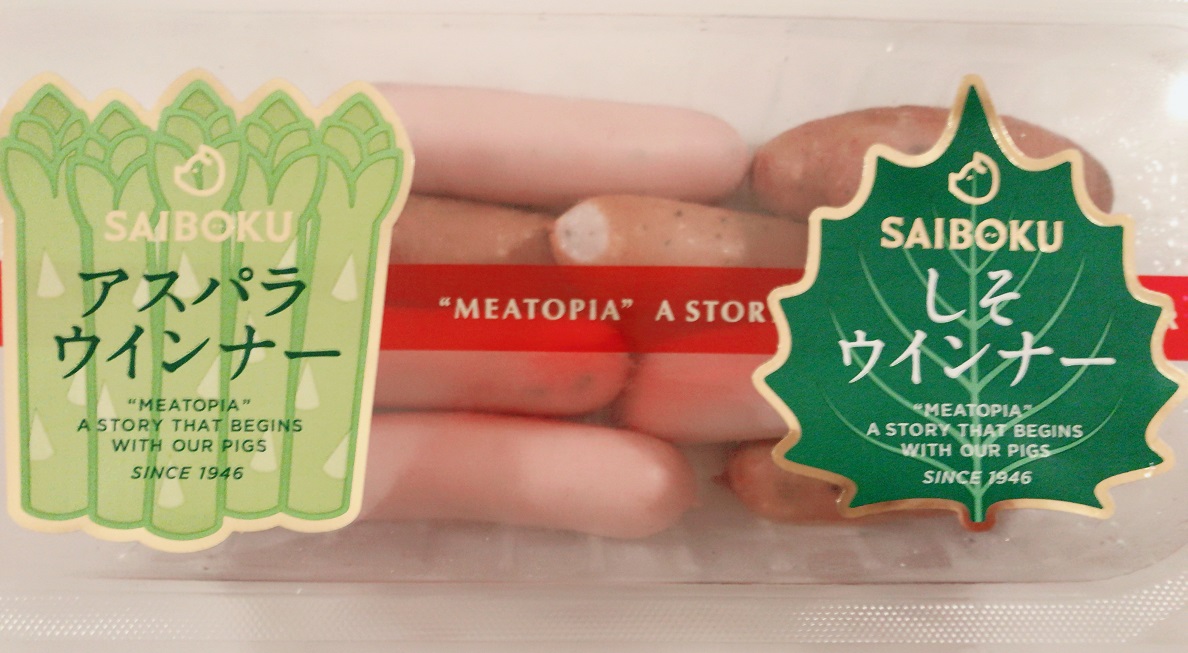 SAIBOKU
アスパラ
ウインナー
“MEATOPIA”
A STORY THAT BEGINS
WITH OUR PIGS
SINCE 1946
“MEATOPIA” A STOR
SAIBOKU
しそ
ウインナー
“MEATOPIA”
A STORY THAT BEGINS
WITH OUR PIGS
SINCE 1946